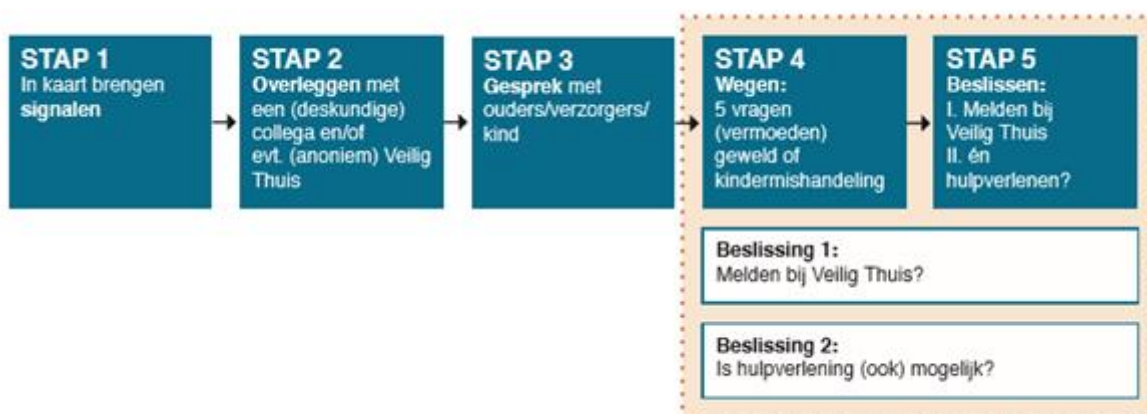 STAP 1
In kaart brengen
signalen
STAP 2
Overleggen met
een (deskundige)
collega en/of
evt. (anoniem) Veilig
Thuis
STAP 3
Gesprek met
ouders/verzorgers/
kind
STAP 4
Wegen:
5 vragen
(vermoeden)
geweld of
kindermishandeling
STAP 5
Beslissen:
I. Melden bij
Veilig Thuis
II. én
hulpverlenen?
Beslissing 1:
Melden bij Veilig Thuis?
Beslissing 2:
Is hulpverlening (ook) mogelijk?